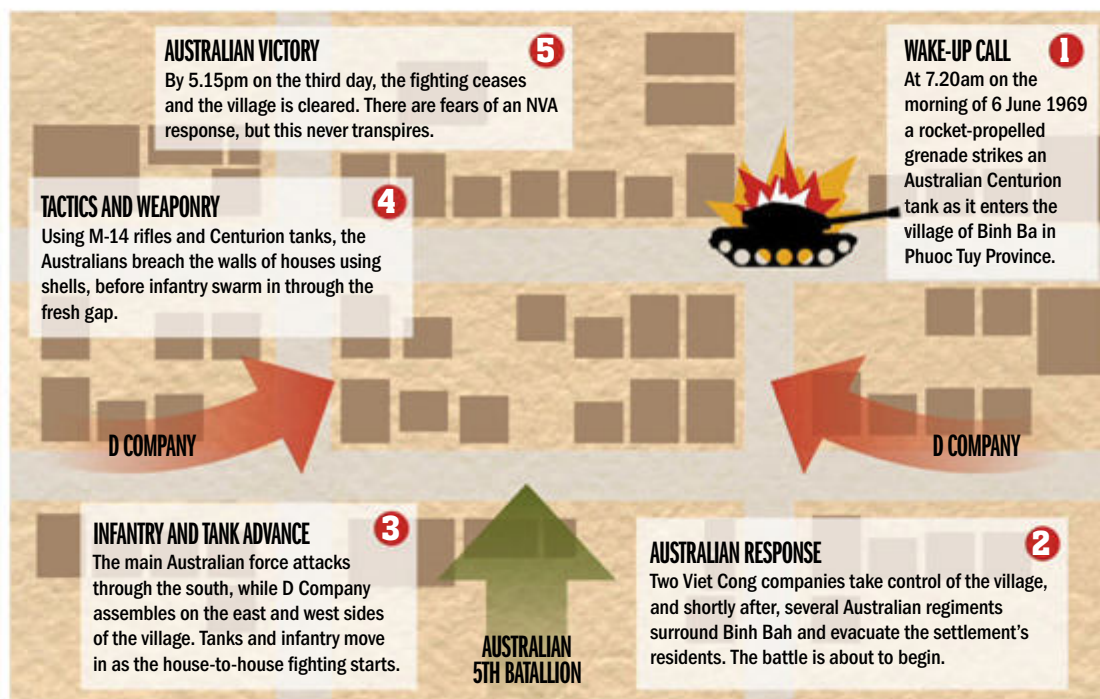 WAKE-UP CALL
1
At 7.20am on the
morning of 6 June 1969
a rocket-propelled
grenade strikes an
Australian Centurion
tank as it enters the
village of Binh Ba in
Phuoc Tuy Province.
AUSTRALIAN RESPONSE
2
Two Viet Cong companies take control of the village,
and shortly after, several Australian regiments
surround Binh Bah and evacuate the settlement's
residents. The battle is about to begin.
INFANTRY AND TANK ADVANCE
3
The main Australian force attacks
through the south, while D Company
assembles on the east and west sides
of the village. Tanks and infantry move
in as the house-to-house fighting starts.
TACTICS AND WEAPONRY
4
Using M-14 rifles and Centurion tanks, the
Australians breach the walls of houses using
shells, before infantry swarm in through the
fresh gap.
AUSTRALIAN VICTORY
5
By 5.15pm on the third day, the fighting ceases
and the village is cleared. There are fears of an NVA
response, but this never transpires.
D COMPANY
D COMPANY
AUSTRALIAN
5TH BATALLION